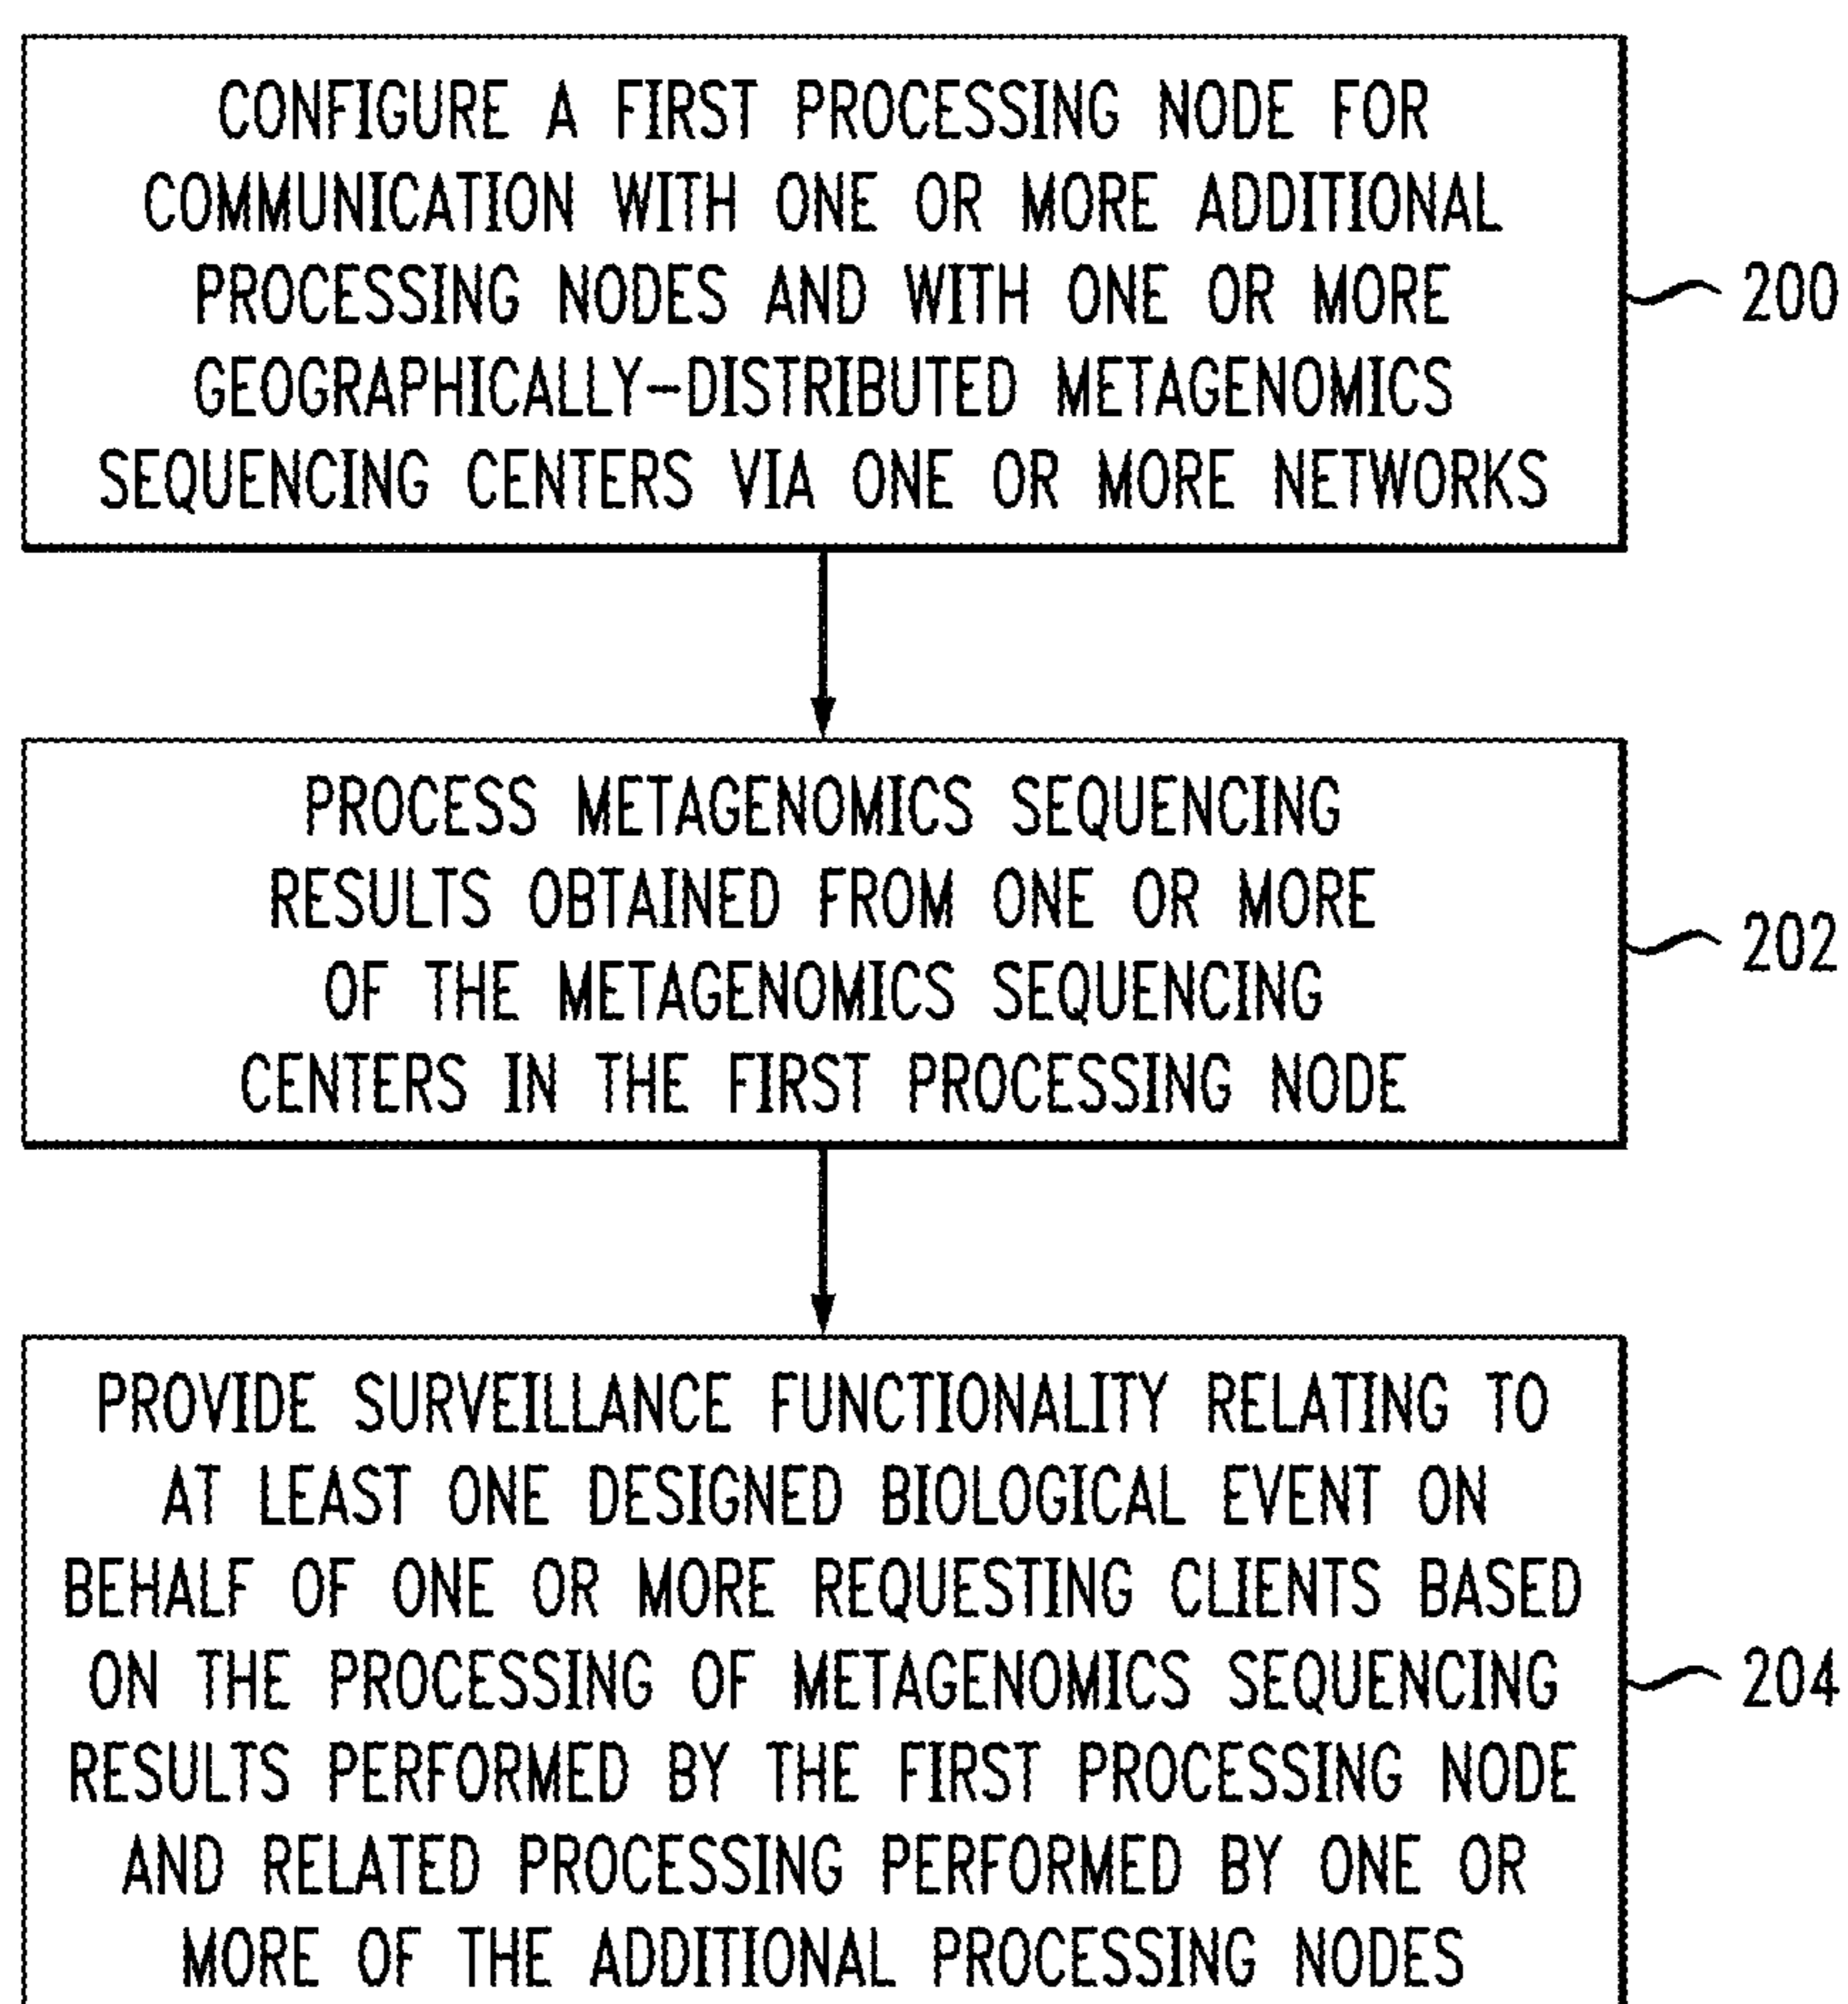 CONFIGURE A FIRST PROCESSING NODE FOR
COMMUNICATION WITH ONE OR MORE ADDITIONAL
PROCESSING NODES AND WITH ONE OR MORE
GEOGRAPHICALLY-DISTRIBUTED METAGENOMICS
SEQUENCING CENTERS VIA ONE OR MORE NETWORKS
200
PROCESS METAGENOMICS SEQUENCING
RESULTS OBTAINED FROM ONE OR MORE
OF THE METAGENOMICS SEQUENCING
CENTERS IN THE FIRST PROCESSING NODE
202
PROVIDE SURVEILLANCE FUNCTIONALITY RELATING TO
AT LEAST ONE DESIGNED BIOLOGICAL EVENT ON
BEHALF OF ONE OR MORE REQUESTING CLIENTS BASED
ON THE PROCESSING OF METAGENOMICS SEQUENCING
RESULTS PERFORMED BY THE FIRST PROCESSING NODE
AND RELATED PROCESSING PERFORMED BY ONE OR
MORE OF THE ADDITIONAL PROCESSING NODES
204